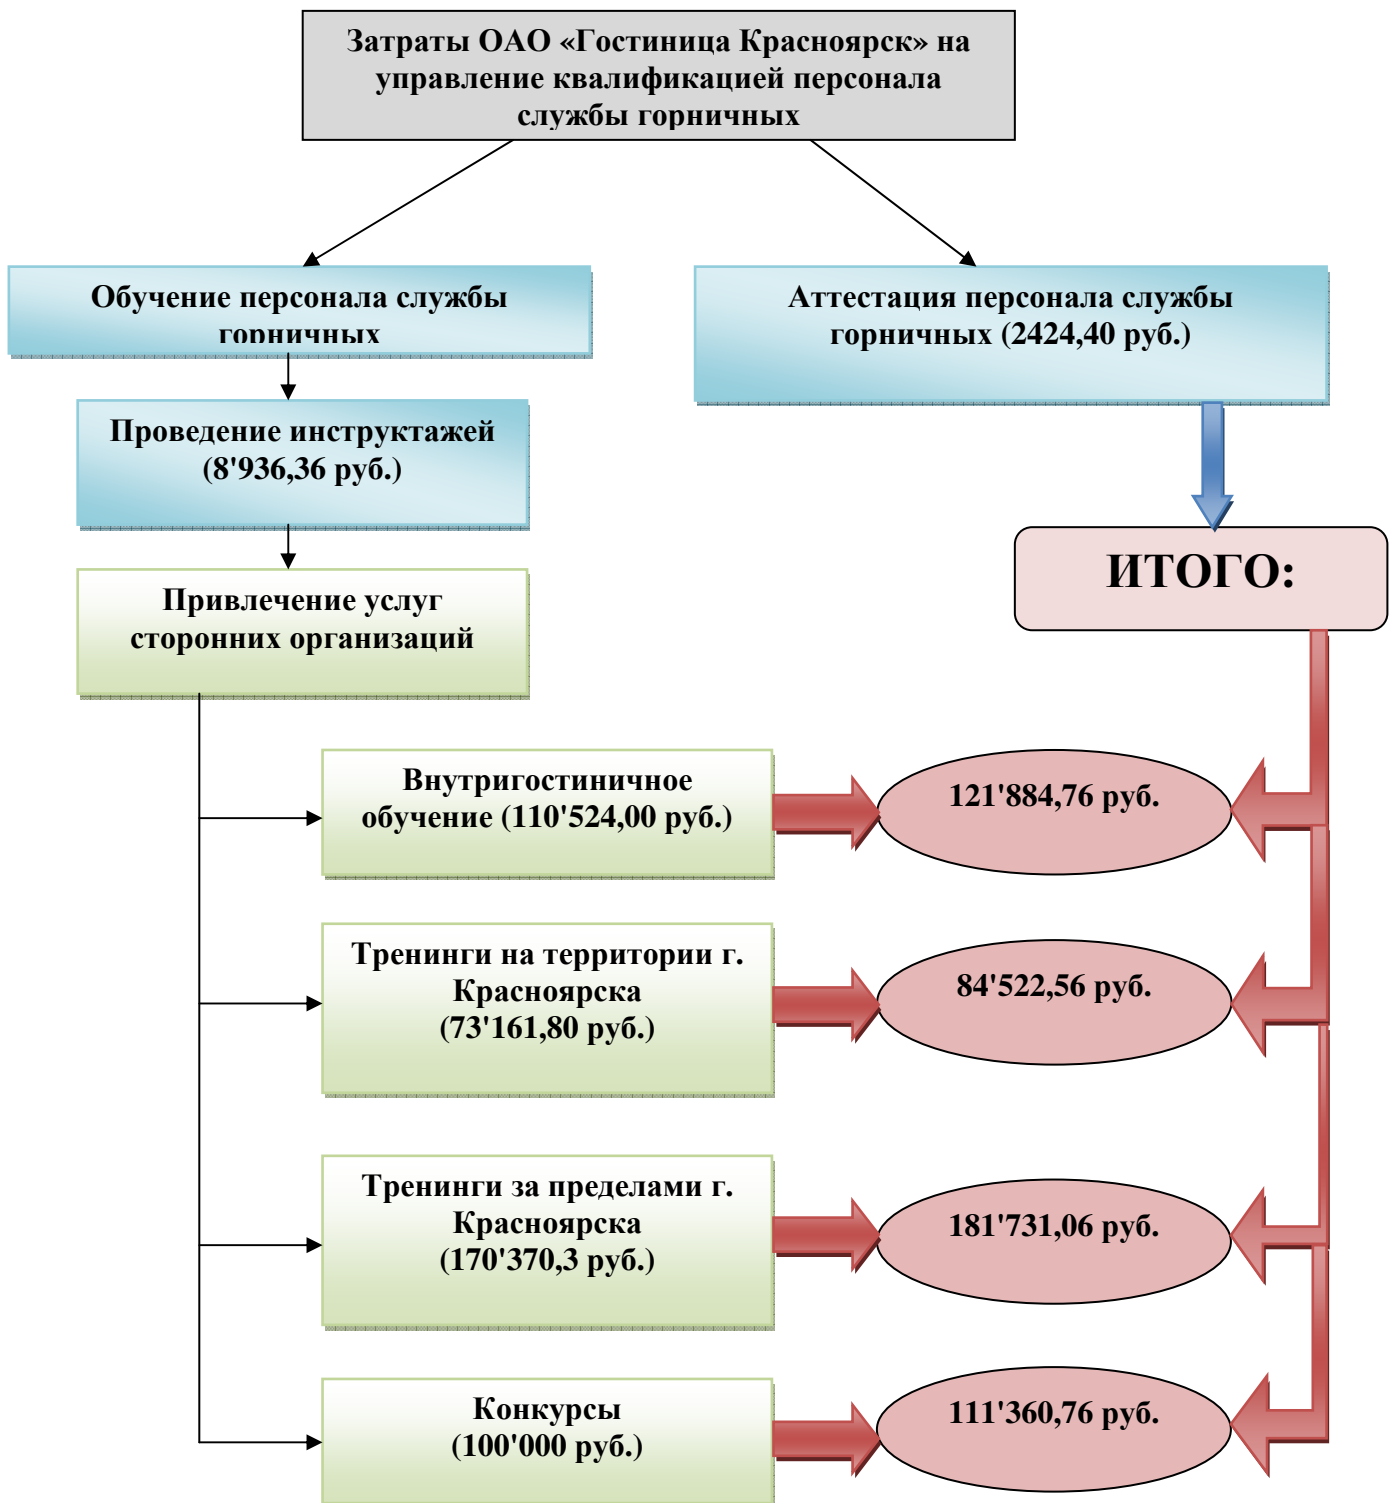 Затраты ОАО «Гостиница Красноярск» на
управление квалификацией персонала
службы горничных
Обучение персонала службы
горничных
Аттестация персонала службы
горничных (2424,40 руб.)
Проведение инструктажей
(8'936,36 руб.)
ИТОГО:
Привлечение услуг
сторонних организаций
Внутригостиничное
обучение (110'524,00 руб.)
121'884,76 руб.
Тренинги на территории г.
Красноярска
(73'161,80 руб.)
84'522,56 руб.
Тренинги за пределами г.
Красноярска
(170'370,3 руб.)
181'731,06 руб.
Конкурсы
(100'000 руб.)
111'360,76 руб.